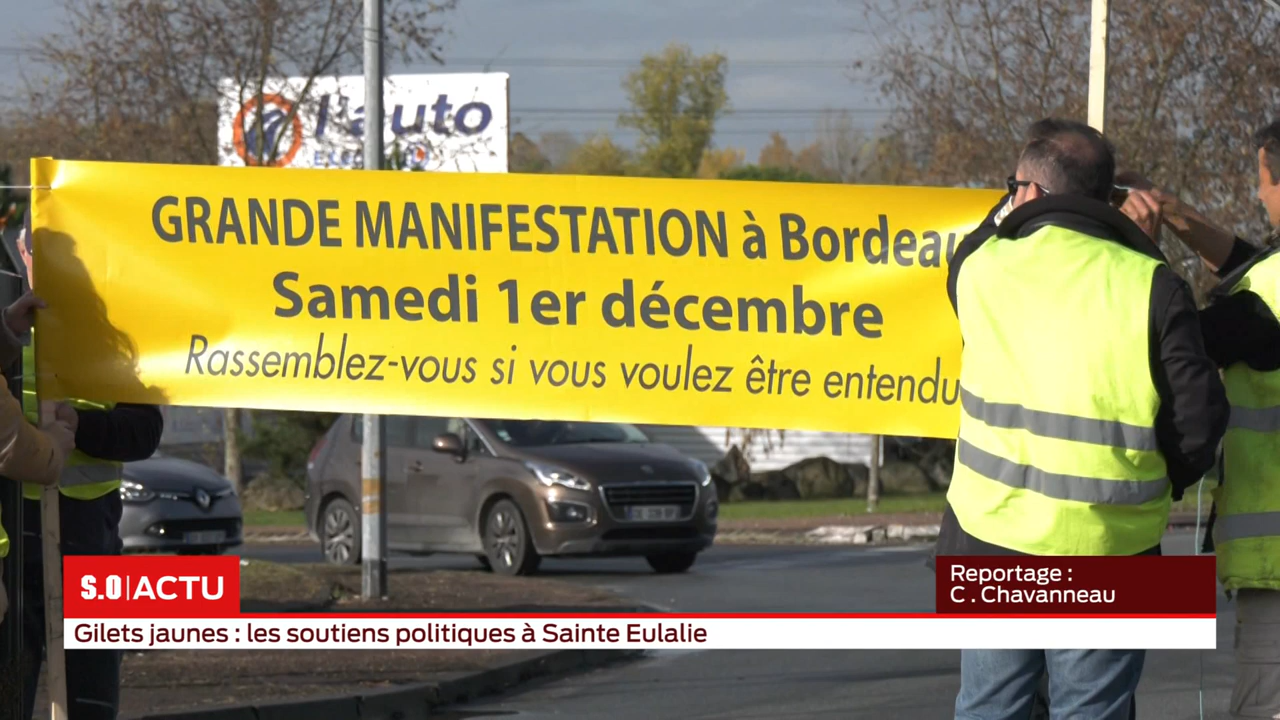 l'auto
GRANDE MANIFESTATION à Bordeau
Samedi 1er décembre
Rassemblez-vous si vous voulez être entendu
S.O|ACTU
Reportage :
C . Chavanneau
Gilets jaunes : les soutiens politiques à Sainte Eulalie